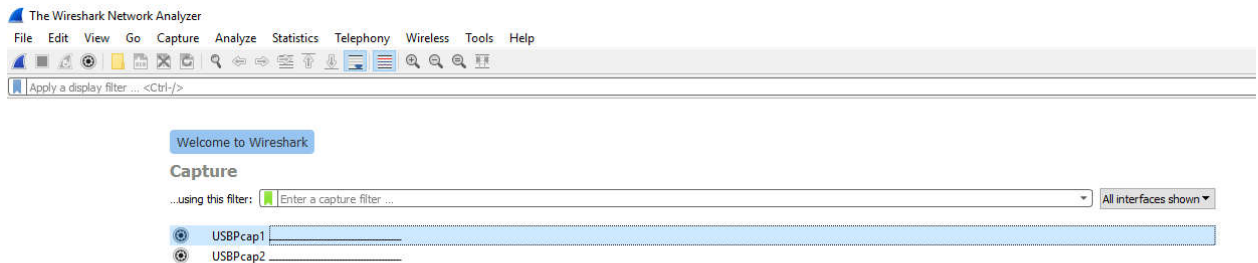 The Wireshark Network Analyzer
File Edit View Go Capture Analyze Statistics Telephony Wireless Tools Help
Apply a display filter ... <Ctrl-/>
Welcome to Wireshark
Capture
...using this filter: Enter a capture filter ... All interfaces shown
USBPcap1
USBPcap2